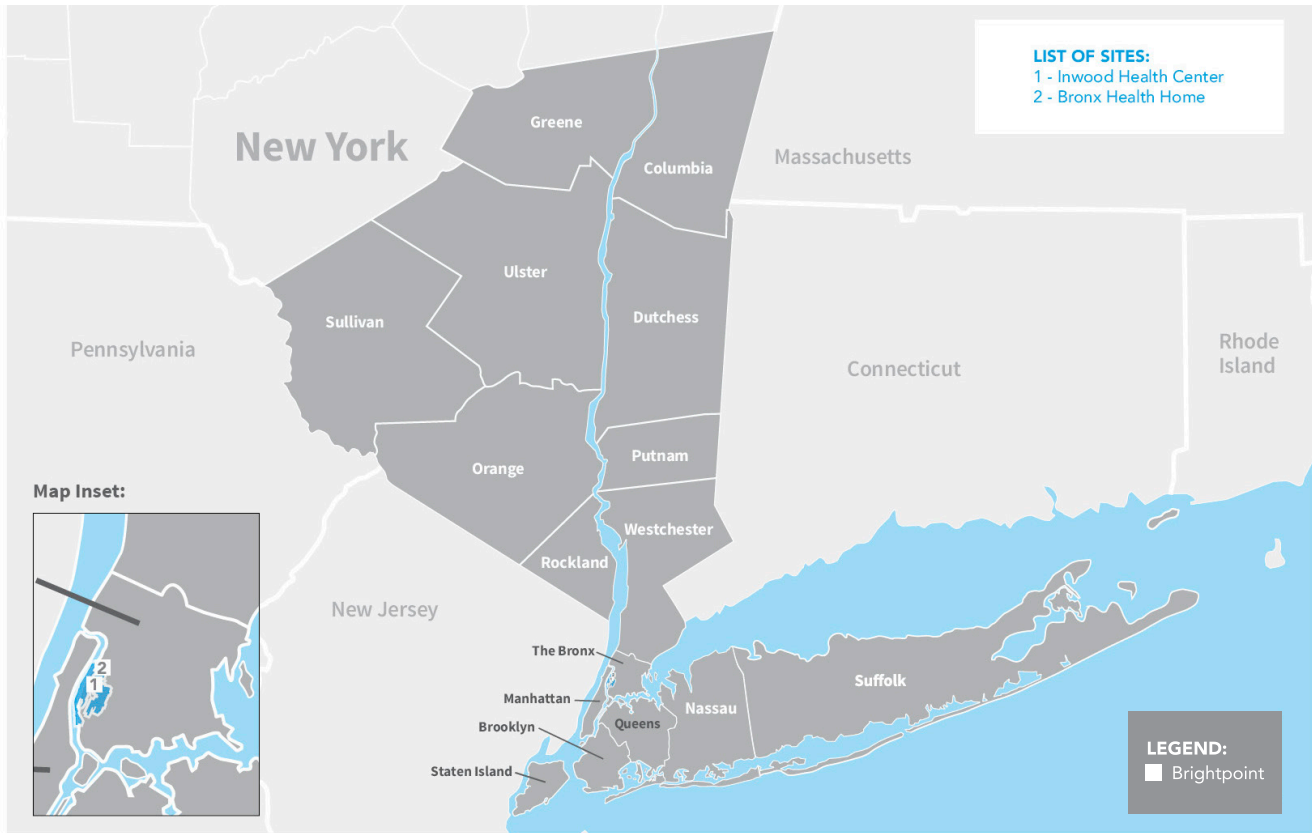 LIST OF SITES:
1 - Inwood Health Center
2 - Bronx Health Home
New York
Greene
Columbia
Massachusetts
Ulster
Sullivan
Dutchess
Pennsylvania
Connecticut
Rhode
Island
Putnam
Orange
Map Inset:
Westchester
Rockland
New Jersey
The Bronx
2
1
Suffolk
Manhattan
Nassau
Queens
Brooklyn
Staten Island
LEGEND:
Brightpoint